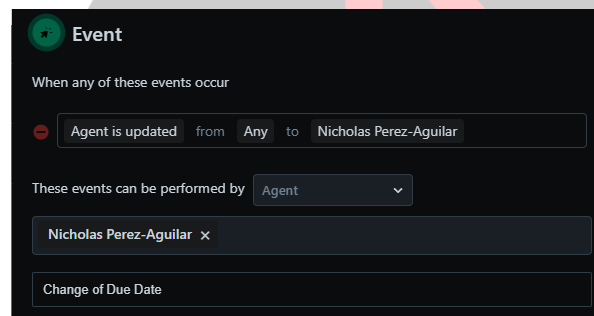 Event
When any of these events occur
Agent is updated from Any to Nicholas Perez-Aguilar
These events can be performed by Agent
Nicholas Perez-Aguilar ×
Change of Due Date